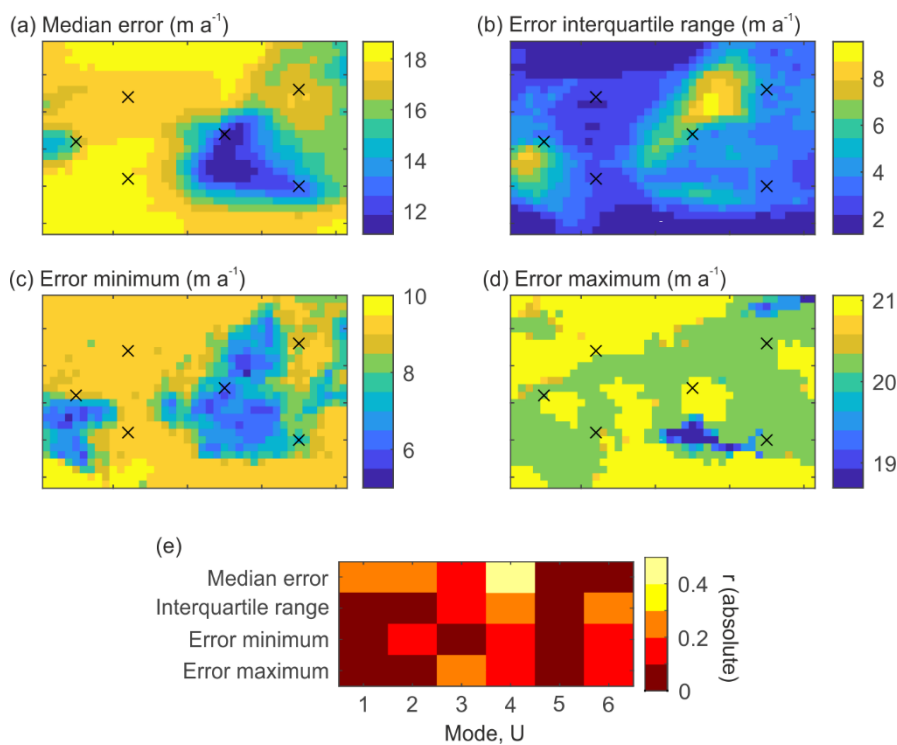 (a) Median error (m a⁻¹)
18
16
14
12
(b) Error interquartile range (m a⁻¹)
8
6
4
2
(c) Error minimum (m a⁻¹)
10
8
6
(d) Error maximum (m a⁻¹)
21
20
19
(e)
Median error
Interquartile range
Error minimum
Error maximum
1 2 3 4 5 6
Mode, U
0.4
0.2
0
r (absolute)